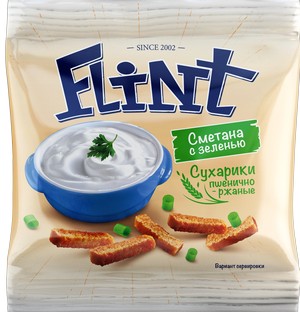 — SINCE 2002 —
FLiNT
Сметана
с зеленью
Сухарики
пшенично
-ржаные
Вариант сервировки